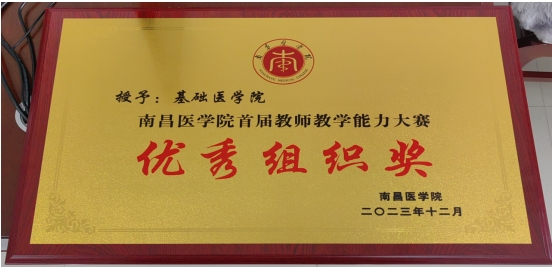 授予：基础医学院
南昌医学院首届教师教学能力大赛
优秀组织奖
南昌医学院
二〇二三年十二月